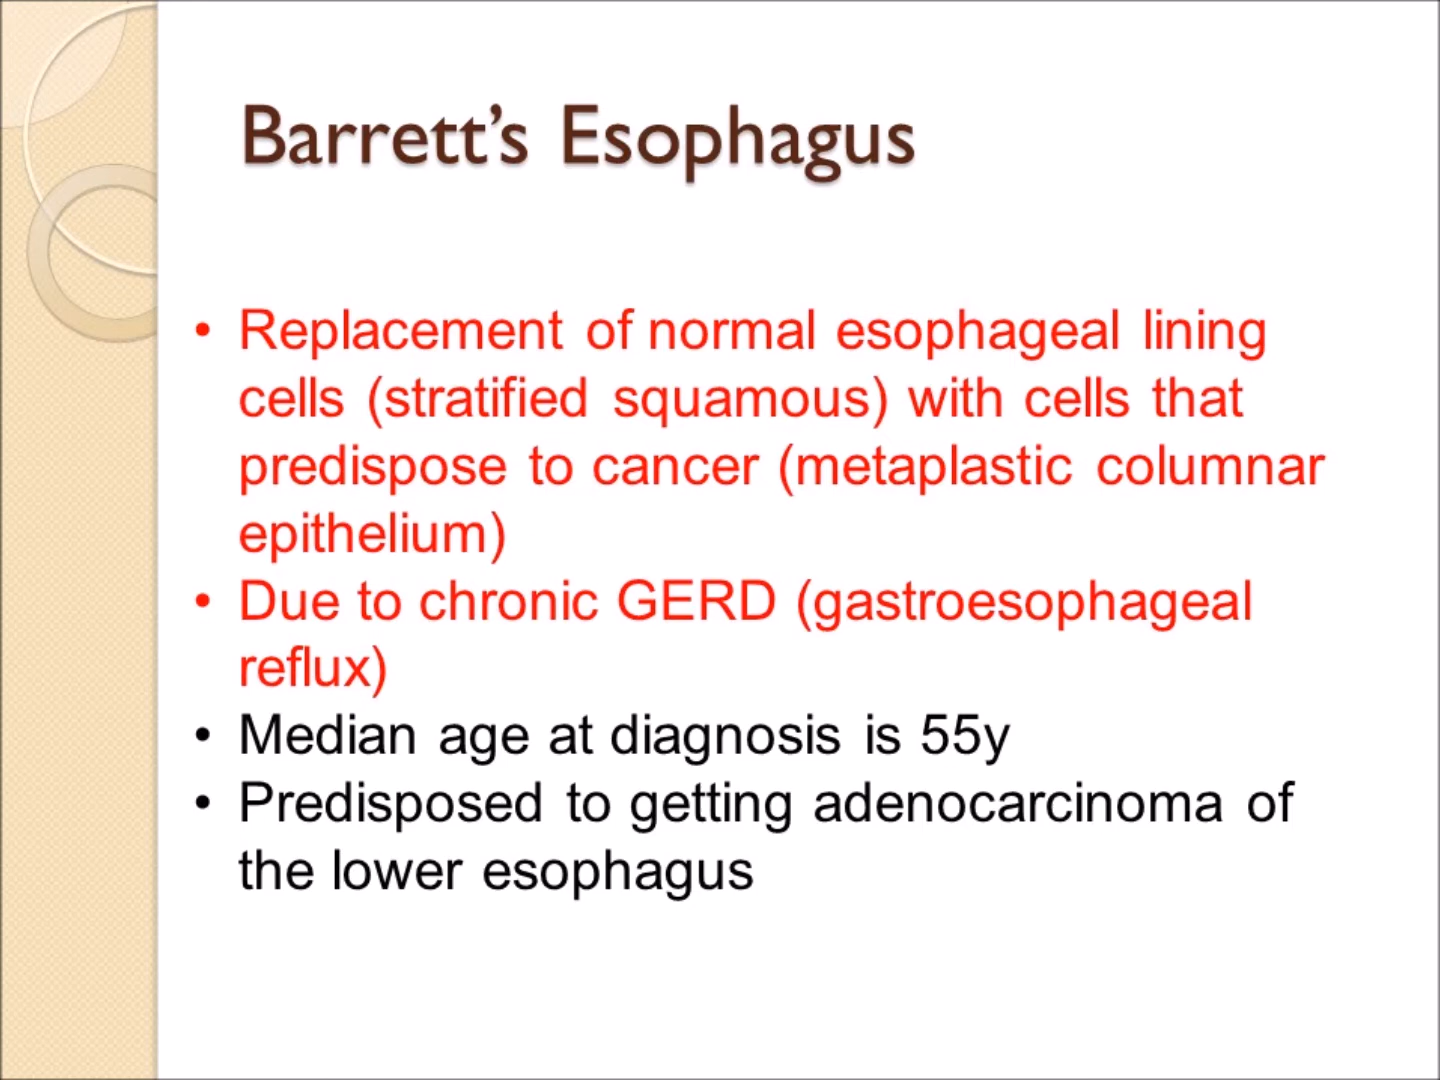 Barrett’s Esophagus
• Replacement of normal esophageal lining
cells (stratified squamous) with cells that
predispose to cancer (metaplastic columnar
epithelium)
• Due to chronic GERD (gastroesophageal
reflux)
• Median age at diagnosis is 55y
• Predisposed to getting adenocarcinoma of
the lower esophagus